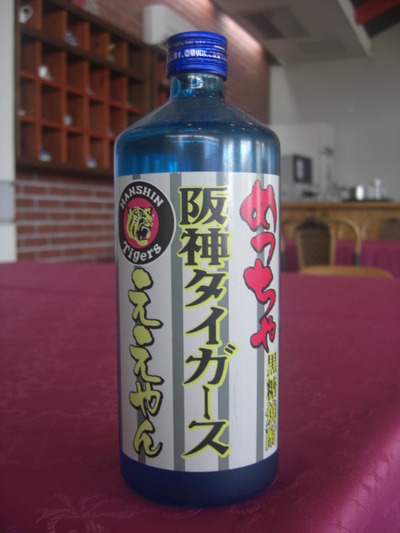 めっちゃ
黒糖焼酎
阪神タイガース
ええやん
HANSHIN
Tigers